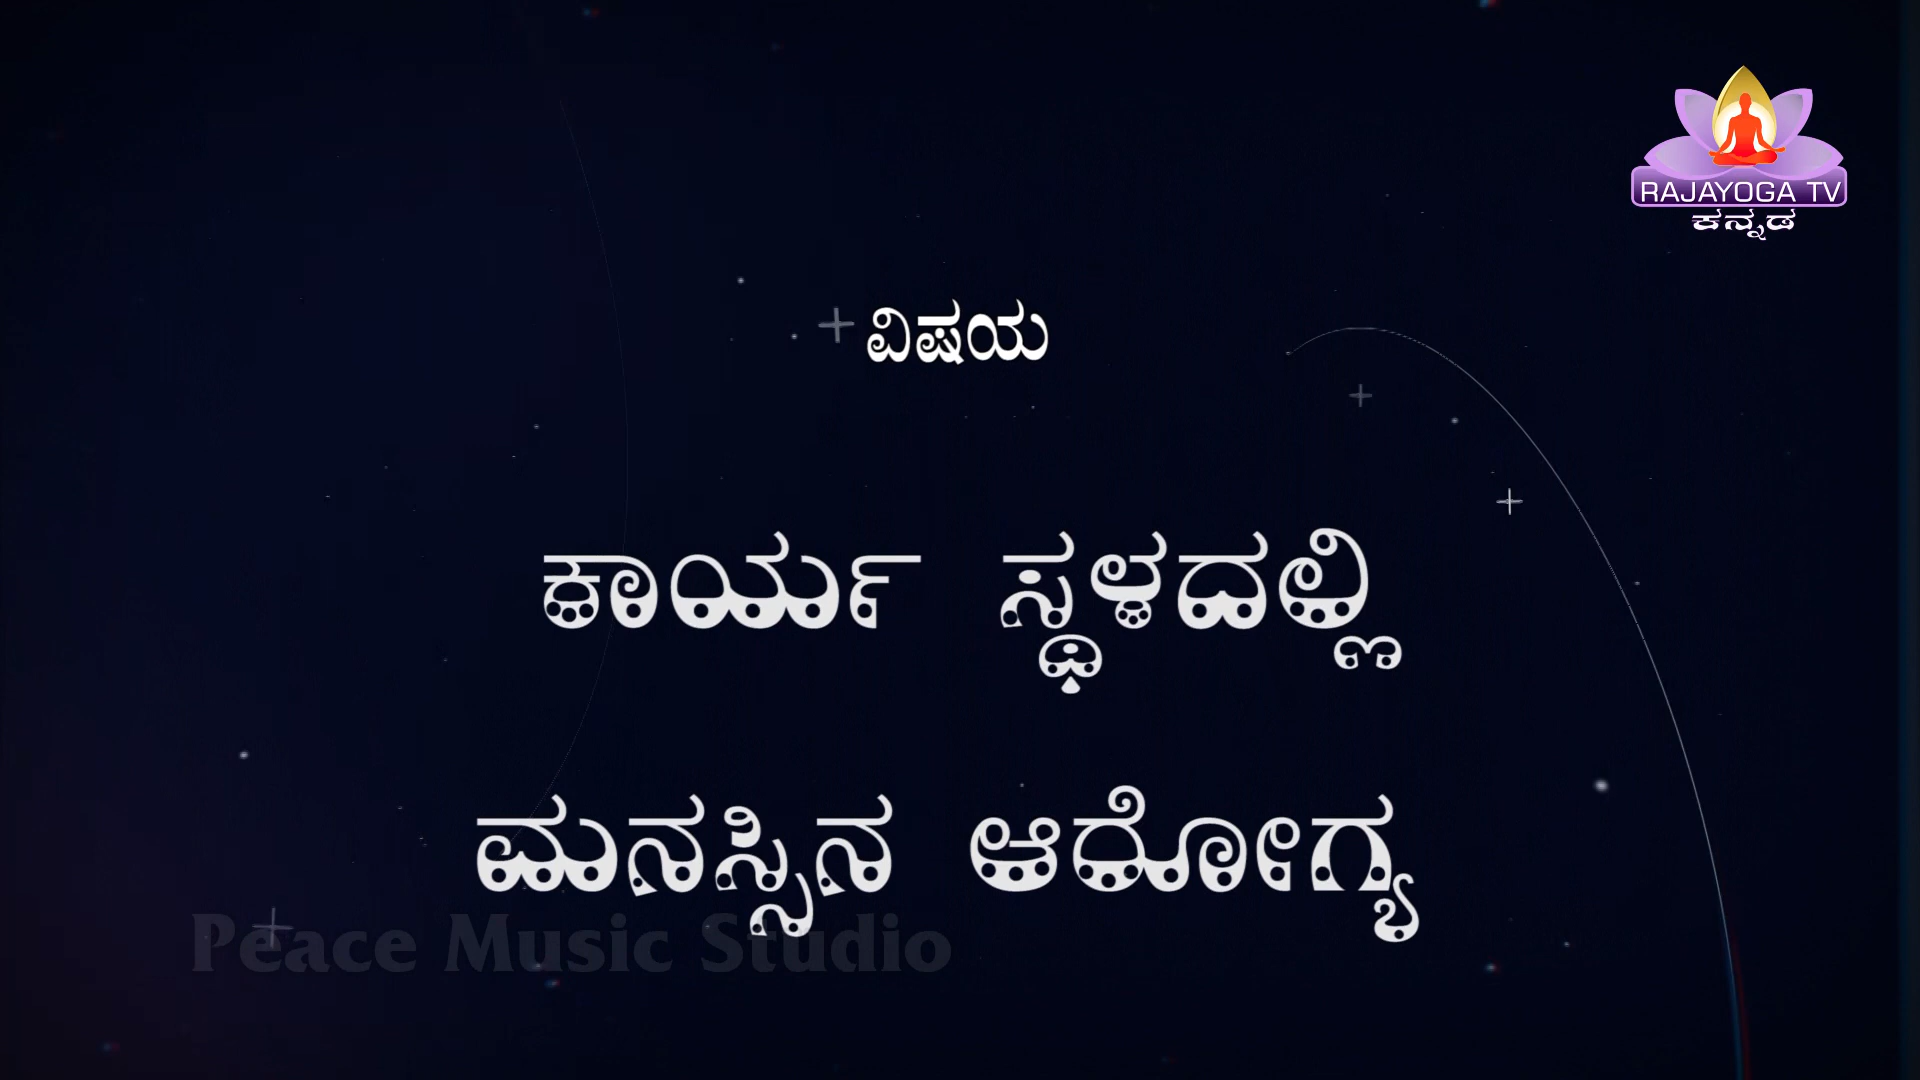 RAJAYOGA TV
ಕನ್ನಡ
ವಿಷಯ
ಕಾರ್ಯ ಸ್ಥಳದಲ್ಲಿ
ಮನಸ್ಸಿನ ಆರೋಗ್ಯ
Peace Music Studio